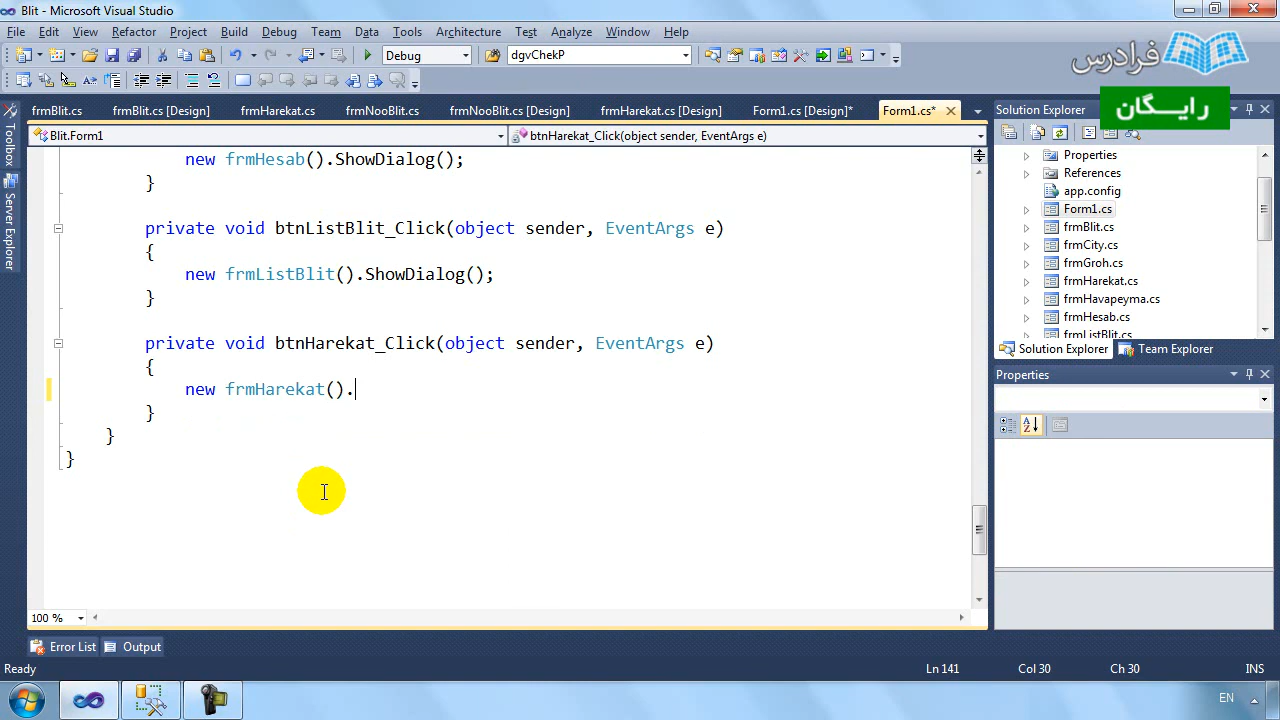 Blit - Microsoft Visual Studio
File Edit View Refactor Project Build Debug Team Data Tools Architecture Test Analyze Window Help
Debug dgvChekP
فرادرس
رایگان
frmBlit.cs frmBlit.cs [Design] frmHarekat.cs frmNooBlit.cs frmNooBlit.cs [Design] frmHarekat.cs [Design] Form1.cs [Design]* Form1.cs*
Blit.Form1 btnHarekat_Click(object sender, EventArgs e)
Toolbox
Server Explorer
new frmHesab().ShowDialog();
}
private void btnListBlit_Click(object sender, EventArgs e)
{
new frmListBlit().ShowDialog();
}
private void btnHarekat_Click(object sender, EventArgs e)
{
new frmHarekat().
}
}
}
100 %
Solution Explorer
Properties
References
app.config
Form1.cs
frmBlit.cs
frmCity.cs
frmGroh.cs
frmHarekat.cs
frmHavapeyma.cs
frmHesab.cs
frmListBlit.cs
Solution Explorer Team Explorer
Properties
Error List Output
Ready Ln 141 Col 30 Ch 30 INS
EN